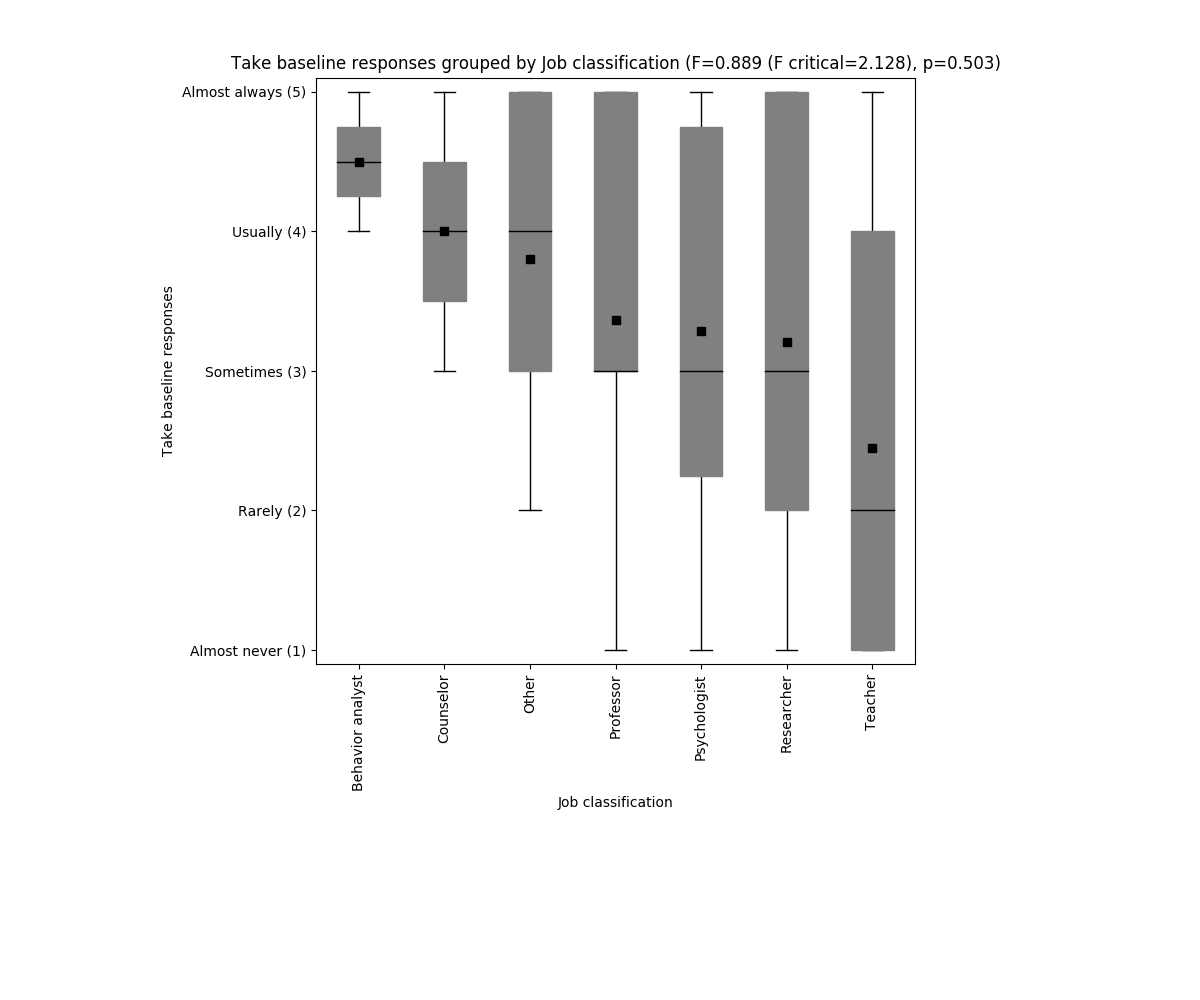 Take baseline responses grouped by Job classification (F=0.889 (F critical=2.128), p=0.503)
Almost always (5)
Usually (4)
Sometimes (3)
Rarely (2)
Almost never (1)
Take baseline responses
Behavior analyst
Counselor
Other
Professor
Psychologist
Researcher
Teacher
Job classification